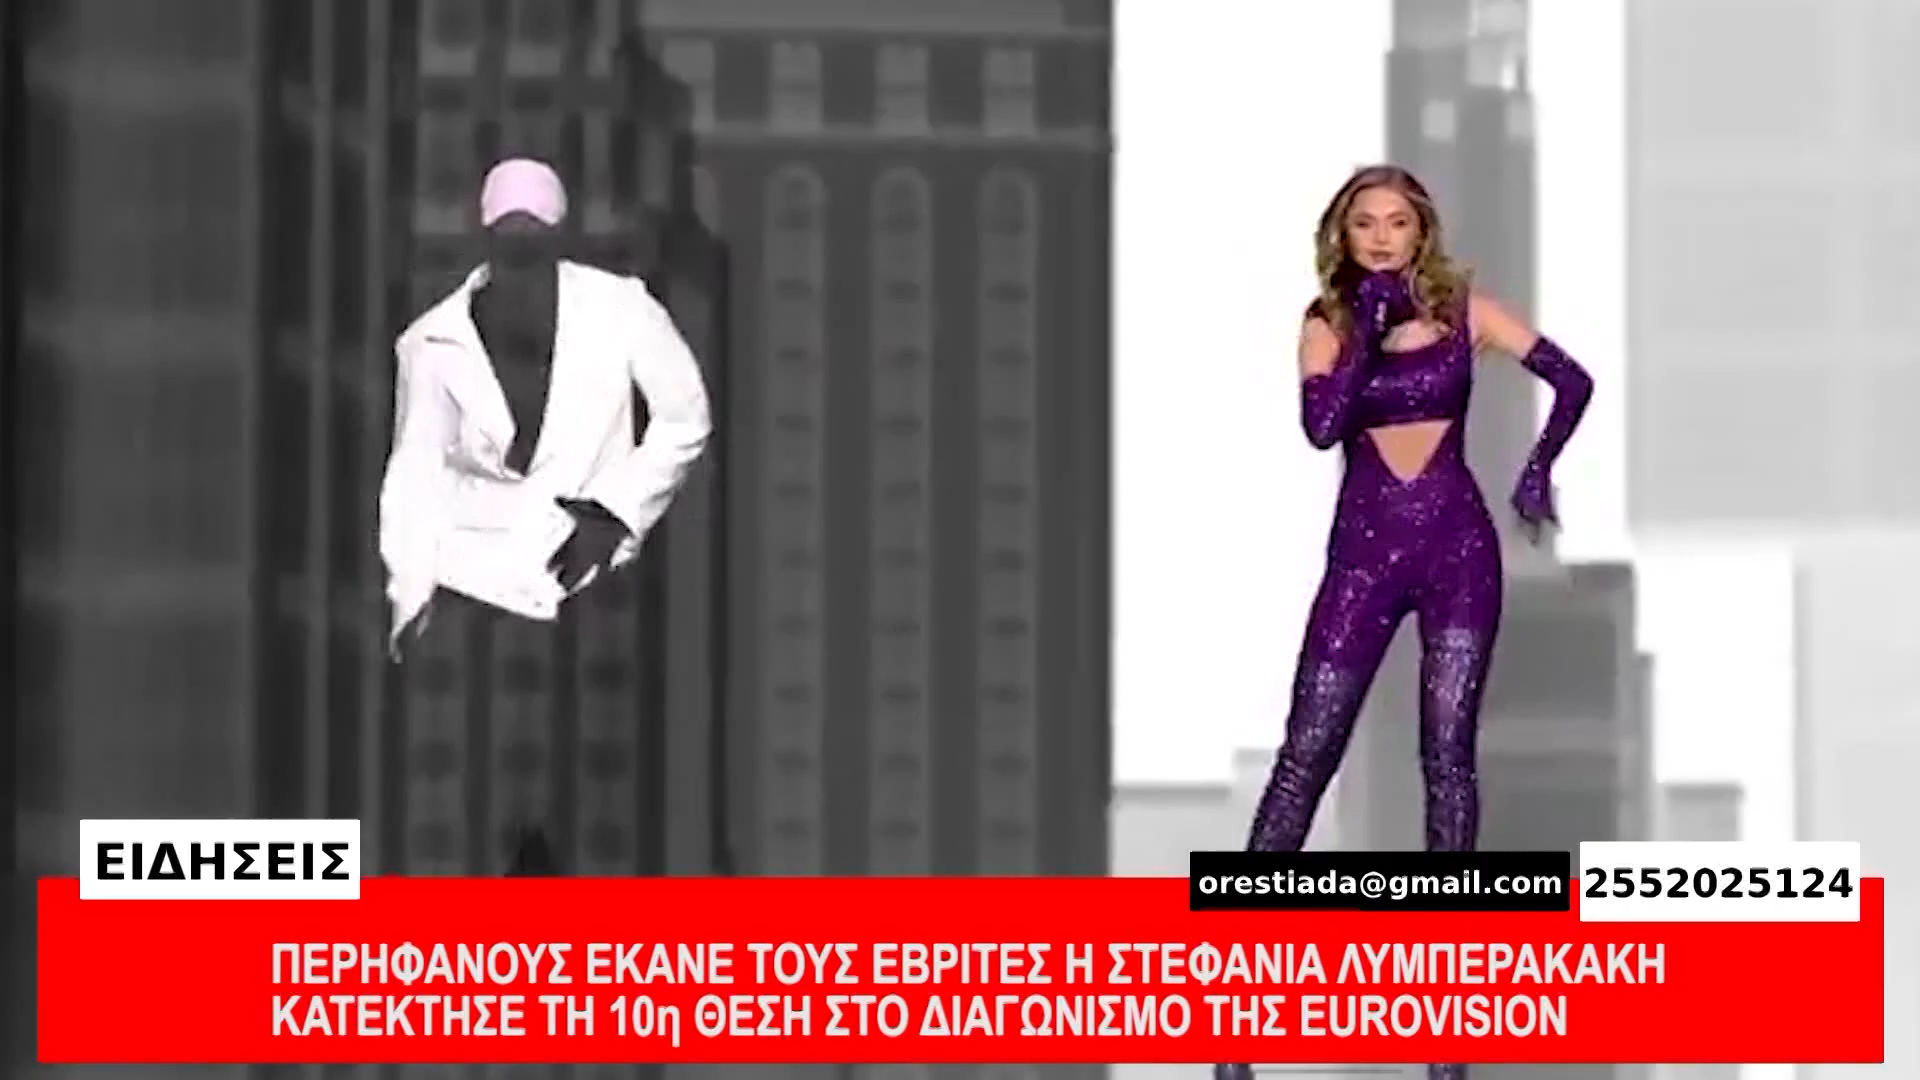 ΕΙΔΗΣΕΙΣ
orestiada@gmail.com
2552025124
ΠΕΡΗΦΑΝΟΥΣ ΕΚΑΝΕ ΤΟΥΣ ΕΒΡΙΤΕΣ Η ΣΤΕΦΑΝΙΑ ΛΥΜΠΕΡΑΚΑΚΗ
ΚΑΤΕΚΤΗΣΕ ΤΗ 10η ΘΕΣΗ ΣΤΟ ΔΙΑΓΩΝΙΣΜΟ ΤΗΣ EUROVISION